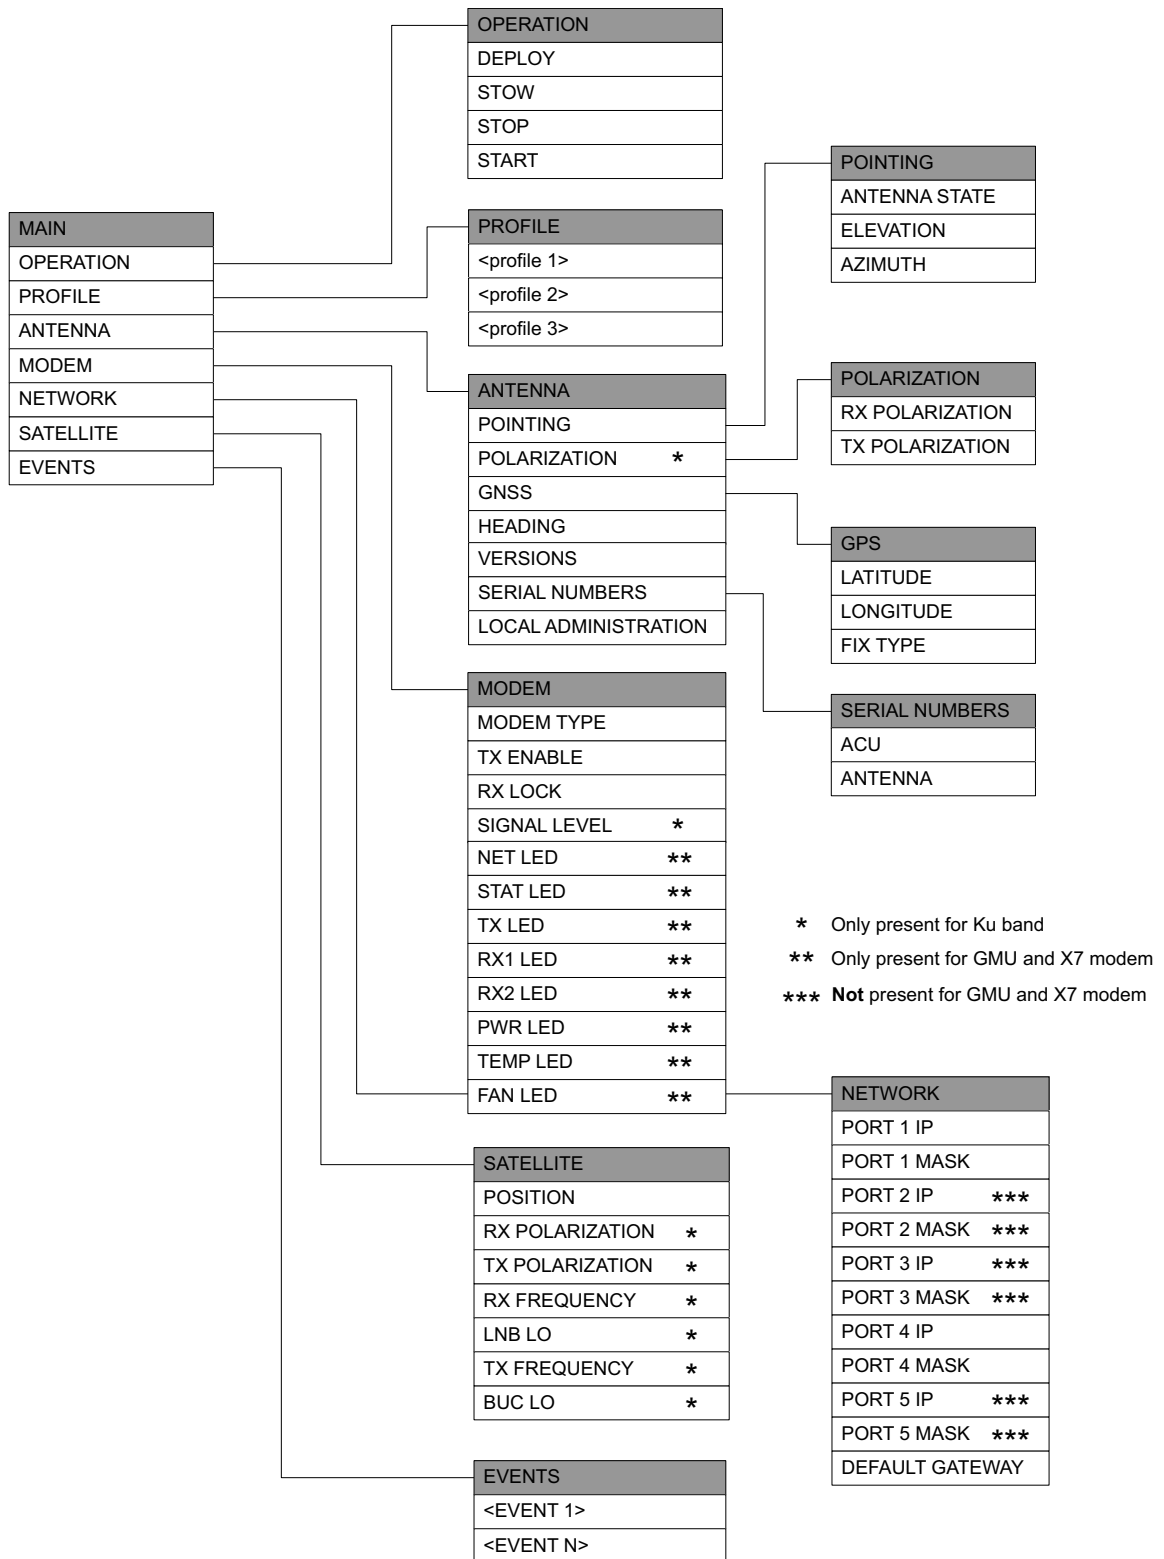 MAIN
OPERATION
PROFILE
ANTENNA
MODEM
NETWORK
SATELLITE
EVENTS
OPERATION
DEPLOY
STOW
STOP
START
PROFILE
<profile 1>
<profile 2>
<profile 3>
ANTENNA
POINTING
POLARIZATION *
GNSS
HEADING
VERSIONS
SERIAL NUMBERS
LOCAL ADMINISTRATION
MODEM
MODEM TYPE
TX ENABLE
RX LOCK
SIGNAL LEVEL *
NET LED **
STAT LED **
TX LED **
RX1 LED **
RX2 LED **
PWR LED **
TEMP LED **
FAN LED **
SATELLITE
POSITION
RX POLARIZATION *
TX POLARIZATION *
RX FREQUENCY *
LNB LO *
TX FREQUENCY *
BUC LO *
EVENTS
<EVENT 1>
<EVENT N>
POINTING
ANTENNA STATE
ELEVATION
AZIMUTH
POLARIZATION
RX POLARIZATION
TX POLARIZATION
GPS
LATITUDE
LONGITUDE
FIX TYPE
SERIAL NUMBERS
ACU
ANTENNA
* Only present for Ku band
** Only present for GMU and X7 modem
*** Not present for GMU and X7 modem
NETWORK
PORT 1 IP
PORT 1 MASK
PORT 2 IP ***
PORT 2 MASK ***
PORT 3 IP ***
PORT 3 MASK ***
PORT 4 IP
PORT 4 MASK
PORT 5 IP ***
PORT 5 MASK ***
DEFAULT GATEWAY